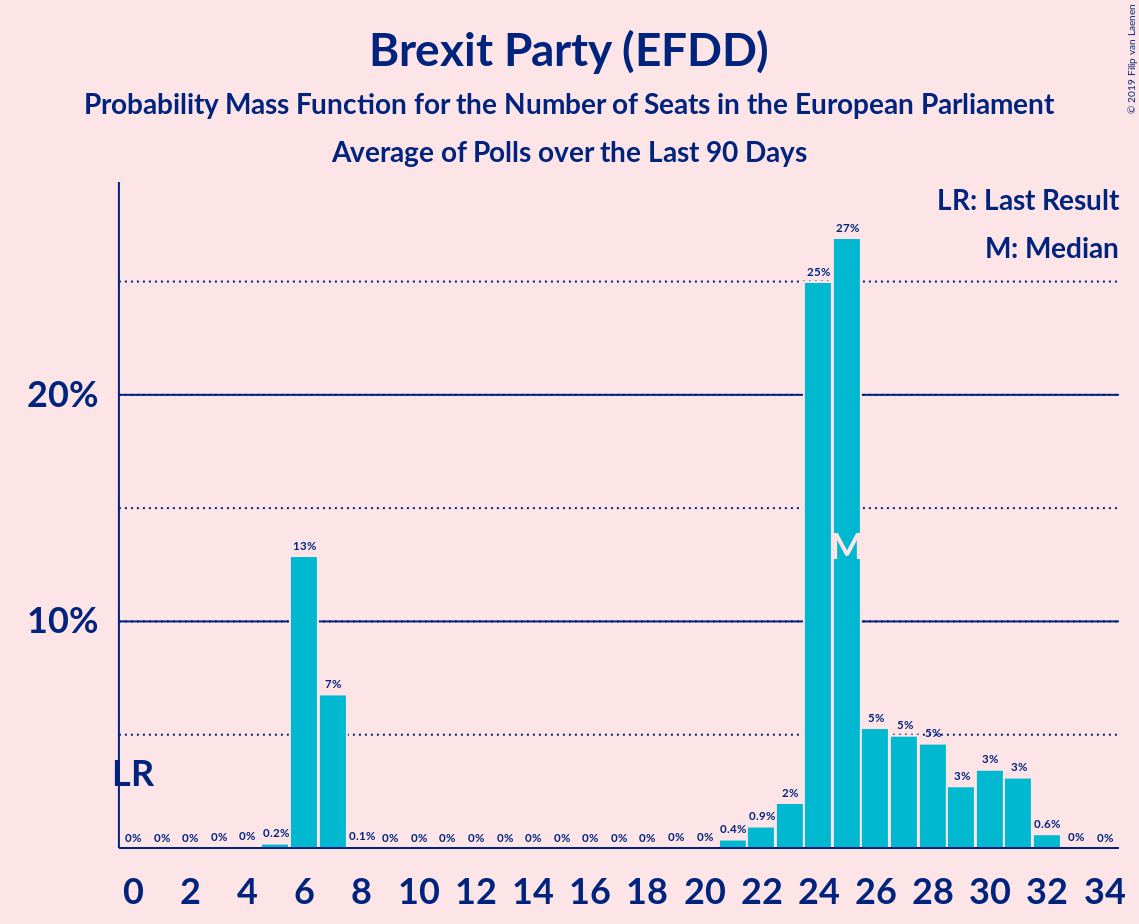 Brexit Party (EFDD)
Probability Mass Function for the Number of Seats in the European Parliament
Average of Polls over the Last 90 Days
© 2019 Filip van Laenen
LR: Last Result
M: Median
20%
10%
LR
M
0% 0% 0% 0% 0% 0.2% 13% 7% 0.1% 0% 0% 0% 0% 0% 0% 0% 0% 0% 0% 0% 0% 0.4% 0.9% 2% 25% 27% 5% 5% 5% 3% 3% 3% 0.6% 0% 0%
0 2 4 6 8 10 12 14 16 18 20 22 24 26 28 30 32 34